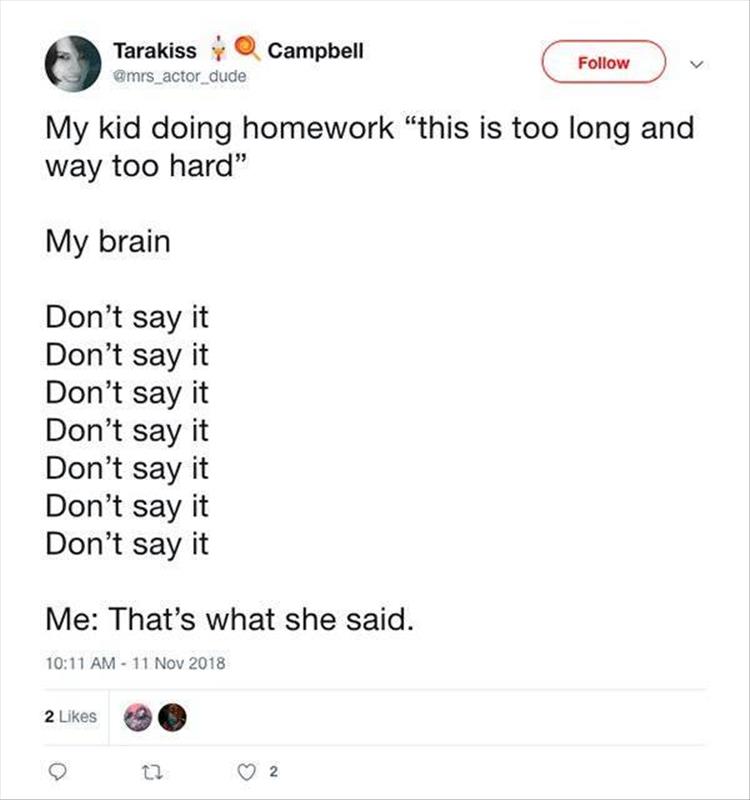 Tarakiss Campbell
@mrs_actor_dude
Follow
My kid doing homework “this is too long and
way too hard”
My brain
Don’t say it
Don’t say it
Don’t say it
Don’t say it
Don’t say it
Don’t say it
Don’t say it
Me: That’s what she said.
10:11 AM - 11 Nov 2018
2 Likes
2